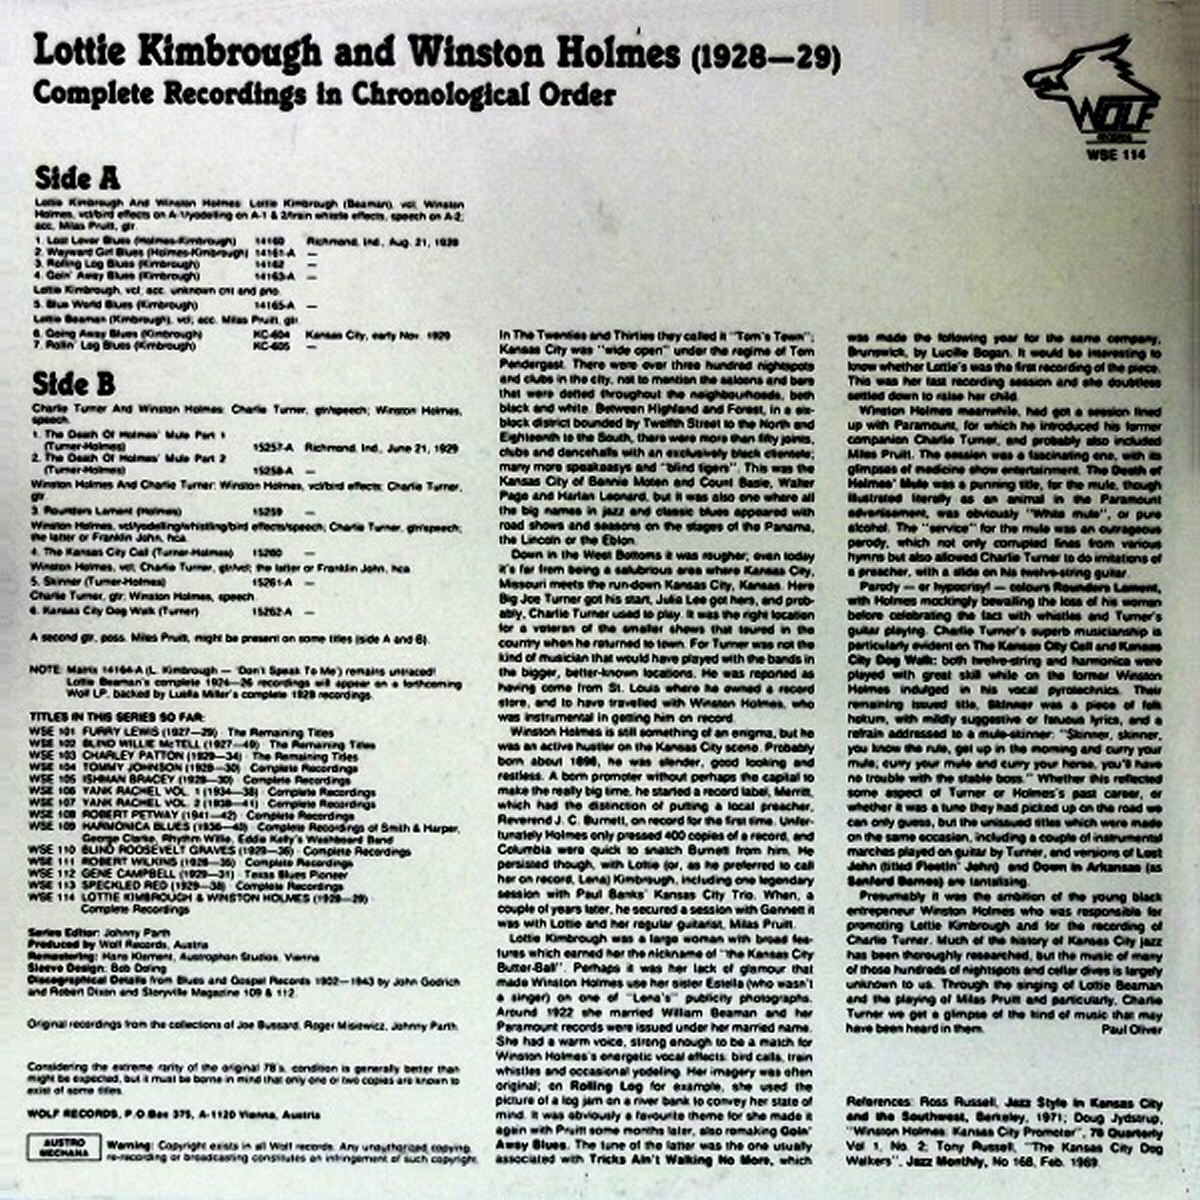 Lottie Kimbrough and Winston Holmes (1928—29)
Complete Recordings in Chronological Order
WOLF
RECORDS
WSE 114
Side A
Lottie Kimbrough And Winston Holmes: Lottie Kimbrough (Beaman), vcl; Winston
Holmes, vcl/bird effects on A-1/yodelling on A-1 & 2/train whistle effects, speech on A-2;
acc. Miles Pruitt, gtr.
1. Lost Lover Blues (Holmes-Kimbrough) 14160 Richmond, Ind., Aug. 21, 1928
2. Wayward Girl Blues (Holmes-Kimbrough) 14161-A —
3. Rolling Log Blues (Kimbrough) 14162 —
4. Goin' Away Blues (Kimbrough) 14163-A —
Lottie Kimbrough, vcl; acc. unknown cnt and pno.
5. Blue World Blues (Kimbrough) 14165-A —
Lottie Beaman (Kimbrough), vcl; acc. Miles Pruitt, gtr.
6. Going Away Blues (Kimbrough) KC-604 Kansas City, early Nov. 1929
7. Rollin' Log Blues (Kimbrough) KC-605 —
Side B
Charlie Turner And Winston Holmes: Charlie Turner, gtr/speech; Winston Holmes,
speech.
1. The Death Of Holmes' Mule Part 1
(Turner-Holmes) 15257-A Richmond, Ind., June 21, 1929
2. The Death Of Holmes' Mule Part 2
(Turner-Holmes) 15258-A —
Winston Holmes And Charlie Turner: Winston Holmes, vcl/bird effects; Charlie Turner,
gtr.
3. Rounders Lament (Holmes) 15259 —
Winston Holmes, vcl/yodelling/whistling/bird effects/speech; Charlie Turner, gtr/speech;
the latter or Franklin John, hca.
4. The Kansas City Call (Turner-Holmes) 15260 —
Winston Holmes, vcl; Charlie Turner, gtr/vcl; the latter or Franklin John, hca.
5. Skinner (Turner-Holmes) 15261-A —
Charlie Turner, gtr; Winston Holmes, speech.
6. Kansas City Dog Walk (Turner) 15262-A —
A second gtr, poss. Miles Pruitt, might be present on some titles (side A and B).
NOTE: Matrix 14164-A (L. Kimbrough — 'Don't Speak To Me') remains untraced!
Lottie Beaman's complete 1924—26 recordings will appear on a forthcoming
Wolf LP, backed by Luella Miller's complete 1928 recordings.
TITLES IN THIS SERIES SO FAR:
WSE 101 FURRY LEWIS (1927—29) · The Remaining Titles
WSE 102 BLIND WILLIE McTELL (1927—49) · The Remaining Titles
WSE 103 CHARLEY PATTON (1929—34) · The Remaining Titles
WSE 104 TOMMY JOHNSON (1928—30) · Complete Recordings
WSE 105 ISHMAN BRACEY (1928—30) · Complete Recordings
WSE 106 YANK RACHEL VOL. 1 (1934—38) · Complete Recordings
WSE 107 YANK RACHEL VOL. 2 (1938—41) · Complete Recordings
WSE 108 ROBERT PETWAY (1941—42) · Complete Recordings
WSE 109 HARMONICA BLUES (1936—40) · Complete Recordings of Smith & Harper,
George Clarke, Rhythm Willie, Eddie Kelly's Washboard Band
WSE 110 BLIND ROOSEVELT GRAVES (1929—36) · Complete Recordings
WSE 111 ROBERT WILKINS (1928—35) · Complete Recordings
WSE 112 GENE CAMPBELL (1929—31) · Texas Blues Pioneer
WSE 113 SPECKLED RED (1929—38) · Complete Recordings
WSE 114 LOTTIE KIMBROUGH & WINSTON HOLMES (1928—29)
Complete Recordings
Series Editor: Johnny Parth
Produced by Wolf Records, Austria
Remastering: Hans Klement, Austrophon Studios, Vienna
Sleeve Design: Bob Doling
Discographical Details from Blues and Gospel Records 1902—1943 by John Godrich
and Robert Dixon and Storyville Magazine 109 & 112.
Original recordings from the collections of Joe Bussard, Roger Misiewicz, Johnny Parth.
Considering the extreme rarity of the original 78's, condition is generally better than
might be expected, but it must be borne in mind that only one or two copies are known to
exist of some titles.
WOLF RECORDS, P.O Box 375, A-1120 Vienna, Austria
AUSTRO
MECHANA
Warning: Copyright exists in all Wolf records. Any unauthorized copying,
re-recording or broadcasting constitutes an infringement of such copyright.
In The Twenties and Thirties they called it "Tom's Town";
Kansas City was "wide open" under the regime of Tom
Pendergast. There were over three hundred nightspots
and clubs in the city, not to mention the saloons and bars
that were dotted throughout the neighbourhoods, both
black and white. Between Highland and Forest, in a six-
block district bounded by Twelfth Street to the North and
Eighteenth to the South, there were more than fifty joints,
clubs and dancehalls with an exclusively black clientele;
many more speakeasys and "blind tigers". This was the
Kansas City of Bennie Moten and Count Basie, Walter
Page and Harlan Leonard, but it was also one where all
the big names in jazz and classic blues appeared with
road shows and seasons on the stages of the Panama,
the Lincoln or the Eblon.
Down in the West Bottoms it was rougher; even today
it's far from being a salubrious area where Kansas City,
Missouri meets the run-down Kansas City, Kansas. Here
Big Joe Turner got his start, Julia Lee got hers, and prob-
ably, Charlie Turner used to play. It was the right location
for a veteran of the smaller shows that toured in the
country when he returned to town. For Turner was not the
kind of musician that would have played with the bands in
the bigger, better-known locations. He was reported as
having come from St. Louis where he owned a record
store, and to have travelled with Winston Holmes, who
was instrumental in getting him on record.
Winston Holmes is still something of an enigma, but he
was an active hustler on the Kansas City scene. Probably
born about 1896, he was slender, good looking and
restless. A born promoter without perhaps the capital to
make the really big time, he started a record label, Merritt,
which had the distinction of putting a local preacher,
Reverend J. C. Burnett, on record for the first time. Unfor-
tunately Holmes only pressed 400 copies of a record, and
Columbia were quick to snatch Burnett from him. He
persisted though, with Lottie (or, as he preferred to call
her on record, Lena) Kimbrough, including one legendary
session with Paul Banks' Kansas City Trio. When, a
couple of years later, he secured a session with Gennett it
was with Lottie and her regular guitarist, Milas Pruitt.
Lottie Kimbrough was a large woman with broad fea-
tures which earned her the nickname of "the Kansas City
Butter-Ball". Perhaps it was her lack of glamour that
made Winston Holmes use her sister Estella (who wasn't
a singer) on one of "Lena's" publicity photographs.
Around 1922 she married William Beaman and her
Paramount records were issued under her married name.
She had a warm voice, strong enough to be a match for
Winston Holmes's energetic vocal effects: bird calls, train
whistles and occasional yodeling. Her imagery was often
original; on Rolling Log for example, she used the
picture of a log jam on a river bank to convey her state of
mind. It was obviously a favourite theme for she made it
again with Pruitt some months later, also remaking Goin'
Away Blues. The tune of the latter was the one usually
associated with Tricks Ain't Walking No More, which
was made the following year for the same company,
Brunswick, by Lucille Bogan. It would be interesting to
know whether Lottie's was the first recording of the piece.
This was her last recording session and she doubtless
settled down to raise her child.
Winston Holmes meanwhile, had got a session lined
up with Paramount, for which he introduced his former
companion Charlie Turner, and probably also included
Miles Pruitt. The session was a fascinating one, with its
glimpses of medicine show entertainment. The Death of
Holmes' Mule was a punning title, for the mule, though
illustrated literally as an animal in the Paramount
advertisement, was obviously "White mule", or pure
alcohol. The "service" for the mule was an outrageous
parody, which not only corrupted lines from various
hymns but also allowed Charlie Turner to do imitations of
a preacher, with a slide on his twelve-string guitar.
Parody — or hypocrisy! — colours Rounders Lament,
with Holmes mockingly bewailing the loss of his woman
before celebrating the fact with whistles and Turner's
guitar playing. Charlie Turner's superb musicianship is
particularly evident on The Kansas City Call and Kansas
City Dog Walk: both twelve-string and harmonica were
played with great skill while on the former Winston
Holmes indulged in his vocal pyrotechnics. Their
remaining issued title, Skinner was a piece of folk
hokum, with mildly suggestive or fatuous lyrics, and a
refrain addressed to a mule-skinner: "Skinner, skinner,
you know the rule, get up in the morning and curry your
mule; curry your mule and curry your horse, you'll have
no trouble with the stable boss." Whether this reflected
some aspect of Turner or Holmes's past career, or
whether it was a tune they had picked up on the road we
can only guess, but the unissued titles which were made
on the same occasion, including a couple of instrumental
marches played on guitar by Turner, and versions of Lost
John (titled Fleetin' John) and Down in Arkansas (as
Sanford Barnes) are tantalising.
Presumably it was the ambition of the young black
entrepeneur Winston Holmes who was responsible for
promoting Lottie Kimbrough and for the recording of
Charlie Turner. Much of the history of Kansas City jazz
has been thoroughly researched, but the music of many
of those hundreds of nightspots and cellar dives is largely
unknown to us. Through the singing of Lottie Beaman
and the playing of Milas Pruitt and particularly, Charlie
Turner we get a glimpse of the kind of music that may
have been heard in them. Paul Oliver
References: Ross Russell, Jazz Style in Kansas City
and the Southwest, Berkeley, 1971; Doug Jydstrup,
"Winston Holmes: Kansas City Promoter", 78 Quarterly
Vol 1, No. 2; Tony Russell, "The Kansas City Dog
Walkers", Jazz Monthly, No 168, Feb. 1969.